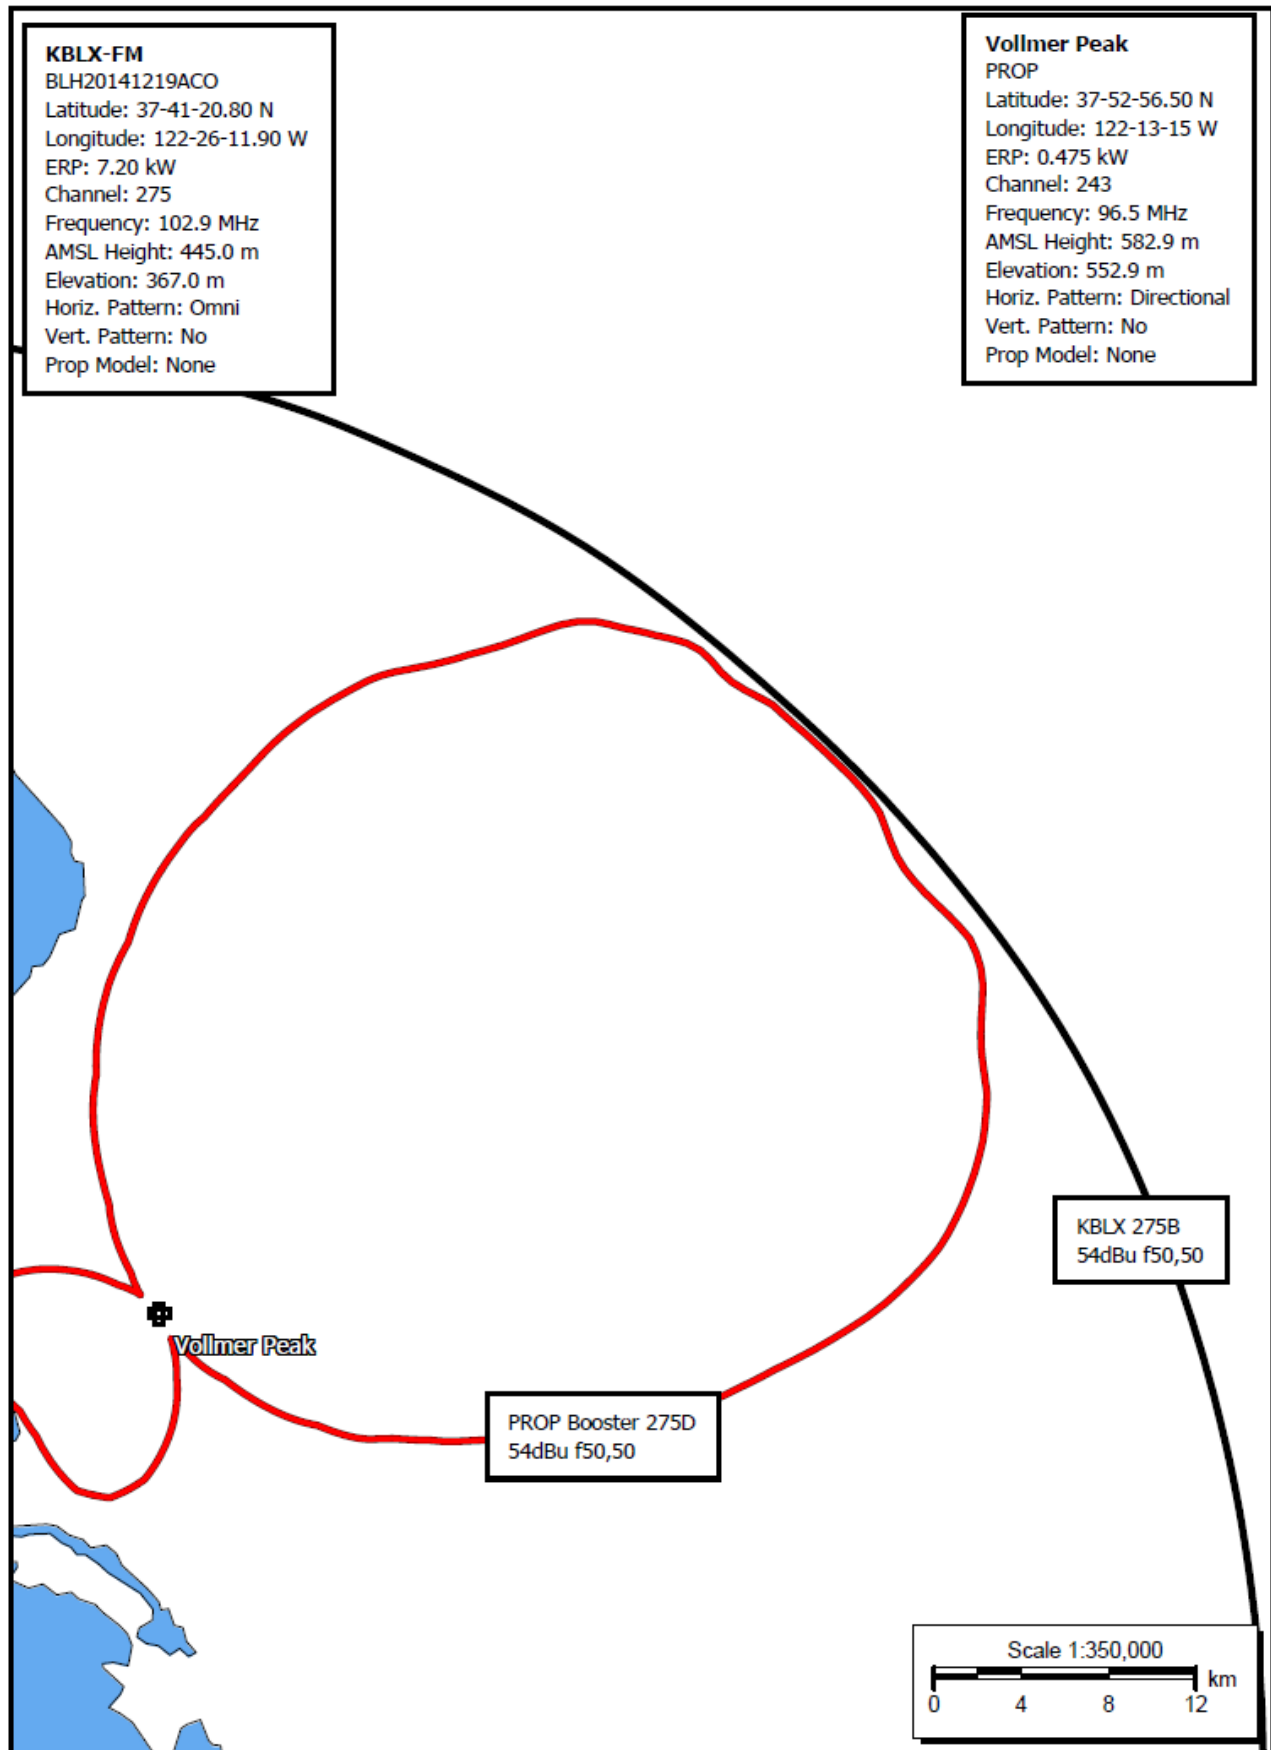 KBLX-FM
BLH20141219ACO
Latitude: 37-41-20.80 N
Longitude: 122-26-11.90 W
ERP: 7.20 kW
Channel: 275
Frequency: 102.9 MHz
AMSL Height: 445.0 m
Elevation: 367.0 m
Horiz. Pattern: Omni
Vert. Pattern: No
Prop Model: None
Vollmer Peak
PROP
Latitude: 37-52-56.50 N
Longitude: 122-13-15 W
ERP: 0.475 kW
Channel: 243
Frequency: 96.5 MHz
AMSL Height: 582.9 m
Elevation: 552.9 m
Horiz. Pattern: Directional
Vert. Pattern: No
Prop Model: None
KBLX 275B
54dBu f50,50
Vollmer Peak
PROP Booster 275D
54dBu f50,50
Scale 1:350,000
km
0 4 8 12